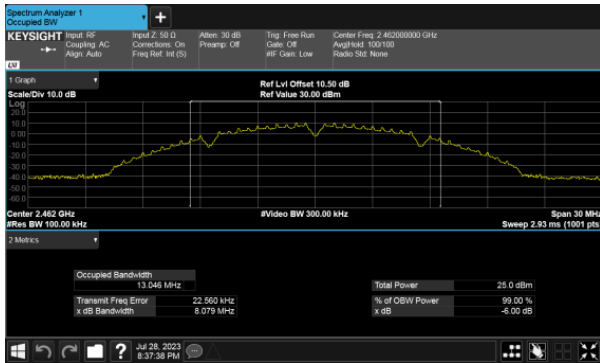 Spectrum Analyzer 1
Occupied BW
+
KEYSIGHT
Input: RF
Coupling: AC
Align: Auto
Input Z: 50 Ω
Corrections: On
Freq Ref: Int (S)
Atten: 30 dB
Preamp: Off
Trig: Free Run
Gate: Off
#IF Gain: Low
Center Freq: 2.462000000 GHz
Avg|Hold: 100/100
Radio Std: None
LXI
1 Graph
Scale/Div 10.0 dB
Ref Lvl Offset 10.50 dB
Ref Value 30.00 dBm
Log
20.0
10.0
0.00
-10.0
-20.0
-30.0
-40.0
-50.0
-60.0
Center 2.462 GHz
#Res BW 100.00 kHz
#Video BW 300.00 kHz
Span 30 MHz
Sweep 2.93 ms (1001 pts)
2 Metrics
Occupied Bandwidth
13.046 MHz
Total Power 25.0 dBm
Transmit Freq Error 22.560 kHz
% of OBW Power 99.00 %
x dB Bandwidth 8.079 MHz
x dB -6.00 dB
?
Jul 28, 2023
8:37:38 PM